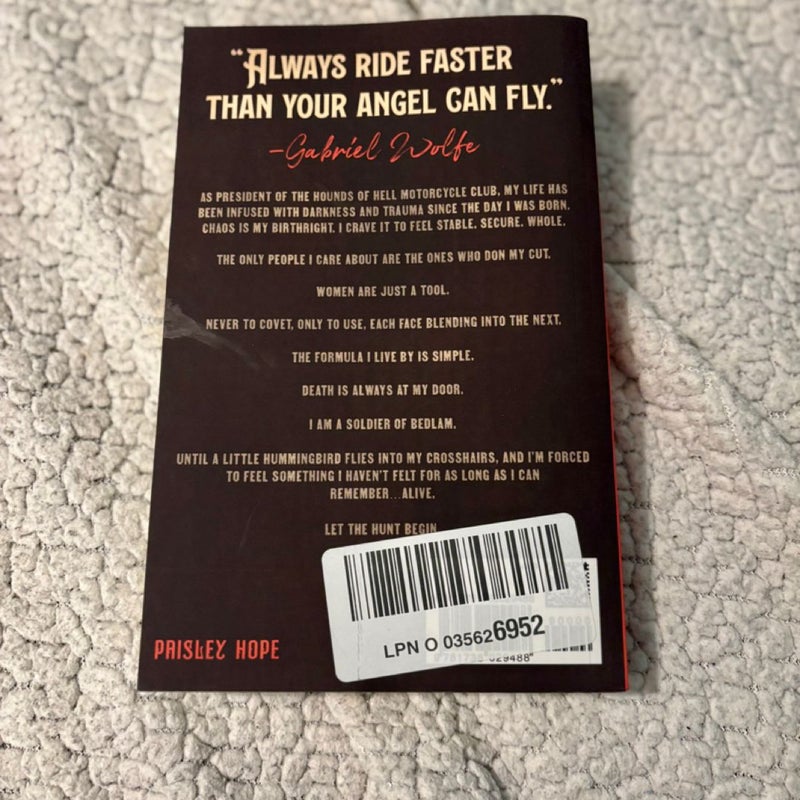 “ALWAYS RIDE FASTER
THAN YOUR ANGEL CAN FLY.”
-Gabriel Wolfe
AS PRESIDENT OF THE HOUNDS OF HELL MOTORCYCLE CLUB, MY LIFE HAS
BEEN INFUSED WITH DARKNESS AND TRAUMA SINCE THE DAY I WAS BORN.
CHAOS IS MY BIRTHRIGHT. I CRAVE IT TO FEEL STABLE. SECURE. WHOLE.
THE ONLY PEOPLE I CARE ABOUT ARE THE ONES WHO DON MY CUT.
WOMEN ARE JUST A TOOL.
NEVER TO COVET, ONLY TO USE, EACH FACE BLENDING INTO THE NEXT.
THE FORMULA I LIVE BY IS SIMPLE.
DEATH IS ALWAYS AT MY DOOR.
I AM A SOLDIER OF BEDLAM.
UNTIL A LITTLE HUMMINGBIRD FLIES INTO MY CROSSHAIRS, AND I'M FORCED
TO FEEL SOMETHING I HAVEN'T FELT FOR AS LONG AS I CAN
REMEMBER...ALIVE.
LET THE HUNT BEGIN
LPN O 035626952
PAISLEY HOPE